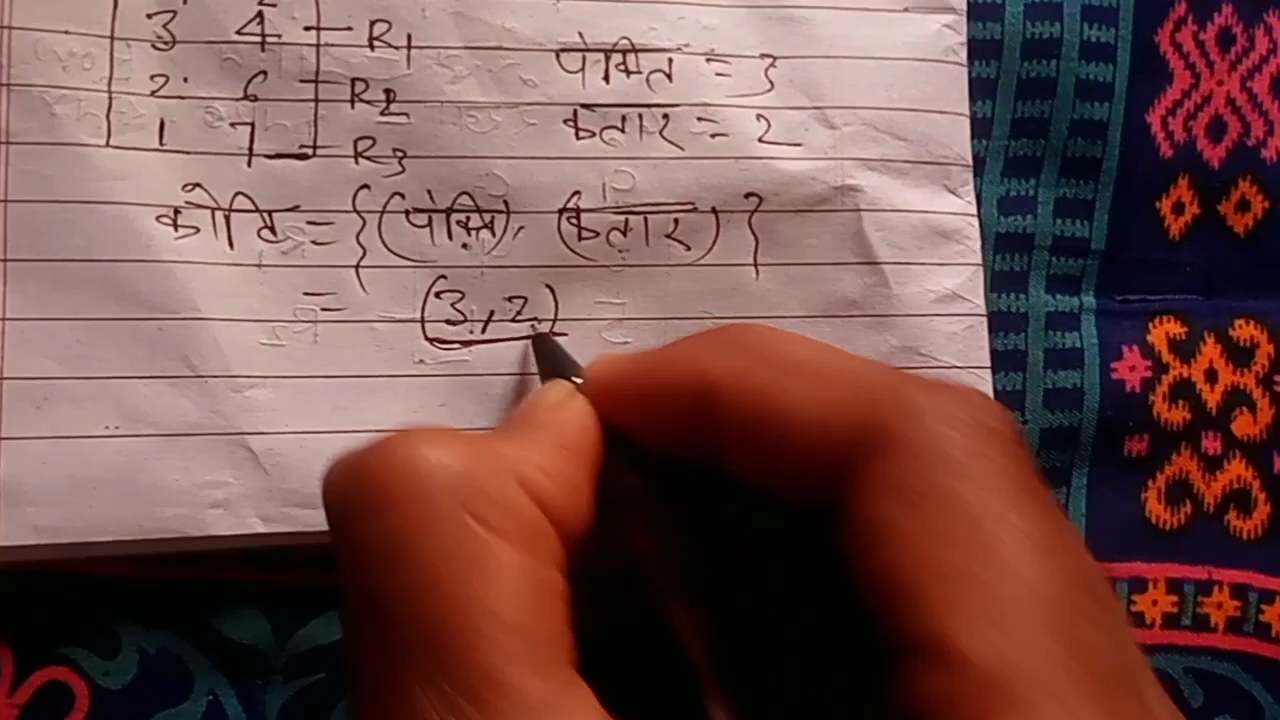 3 4 — R1
2 6 — R2
1 7 — R3
पंक्ति = 3
कतार = 2
कोटि = {(पंक्ति), (कतार)}
= (3, 2)